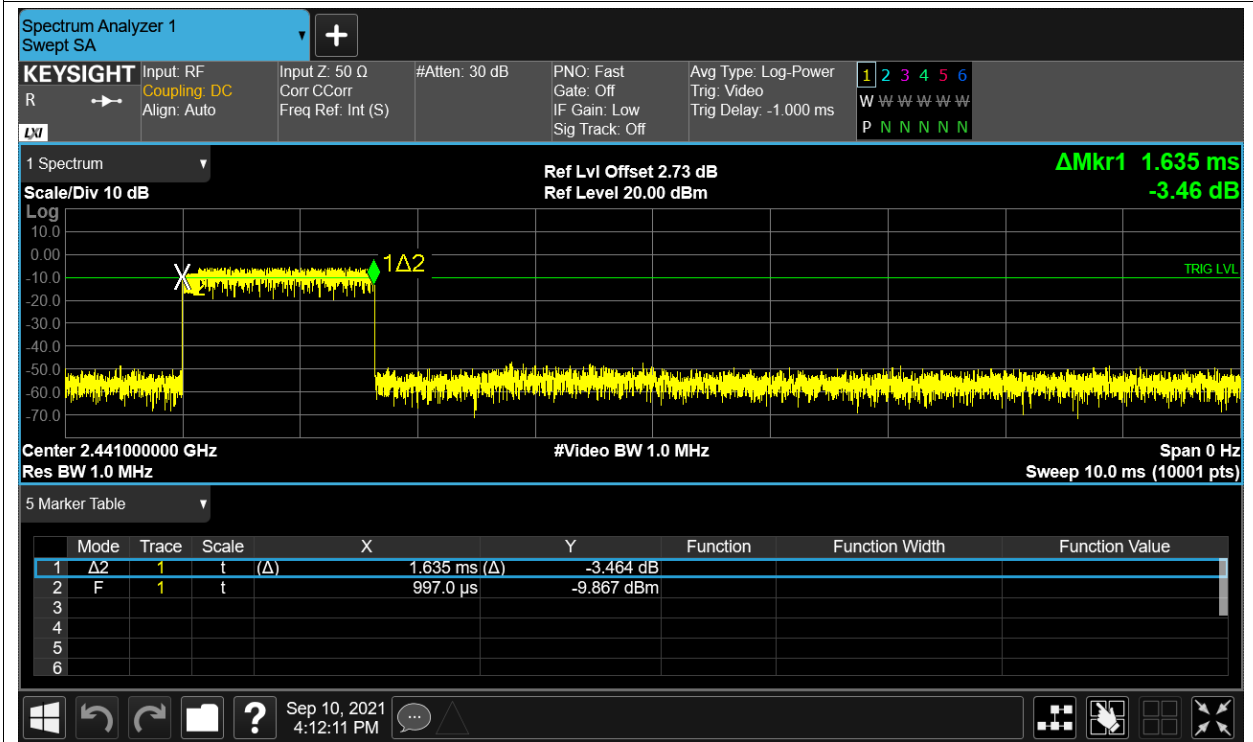 Spectrum Analyzer 1
Swept SA
+
KEYSIGHT Input: RF Input Z: 50 Ω #Atten: 30 dB PNO: Fast Avg Type: Log-Power 1 2 3 4 5 6
R Coupling: DC Corr CCorr Gate: Off Trig: Video W W W W W W
Align: Auto Freq Ref: Int (S) IF Gain: Low Trig Delay: -1.000 ms
LXI Sig Track: Off P N N N N N
1 Spectrum
Ref Lvl Offset 2.73 dB ΔMkr1 1.635 ms
Scale/Div 10 dB Ref Level 20.00 dBm -3.46 dB
Log
10.0
0.00
1Δ2
TRIG LVL
-10.0
-20.0
-30.0
-40.0
-50.0
-60.0
-70.0
Center 2.441000000 GHz #Video BW 1.0 MHz Span 0 Hz
Res BW 1.0 MHz Sweep 10.0 ms (10001 pts)
5 Marker Table
Mode Trace Scale X Y Function Function Width Function Value
1 Δ2 1 t (Δ) 1.635 ms (Δ) -3.464 dB
2 F 1 t 997.0 µs -9.867 dBm
3
4
5
6
? Sep 10, 2021
4:12:11 PM